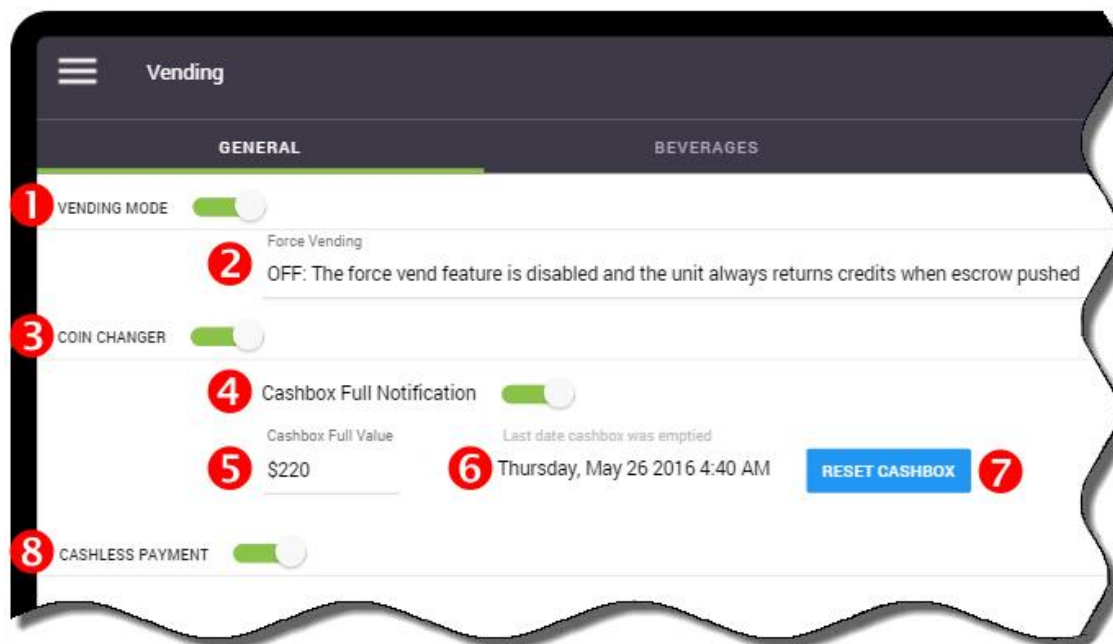 Vending
GENERAL BEVERAGES
1 VENDING MODE
Force Vending
2 OFF: The force vend feature is disabled and the unit always returns credits when escrow pushed
3 COIN CHANGER
4 Cashbox Full Notification
Cashbox Full Value Last date cashbox was emptied
5 $220 6 Thursday, May 26 2016 4:40 AM RESET CASHBOX 7
8 CASHLESS PAYMENT